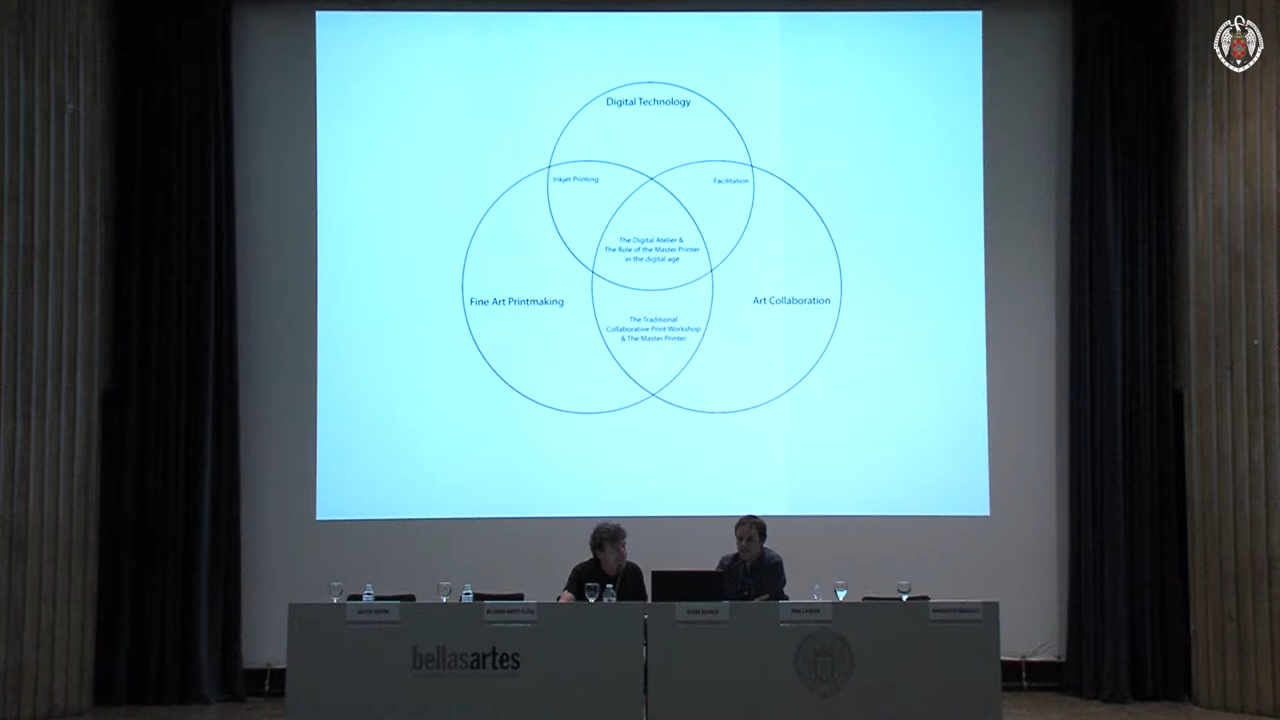 Digital Technology
Inkjet Printing
Facilitation
The Digital Atelier &
The Role of the Master Printer
in the digital age
Fine Art Printmaking
Art Collaboration
The Traditional
Collaborative Print Workshop
& The Master Printer
bellasartes